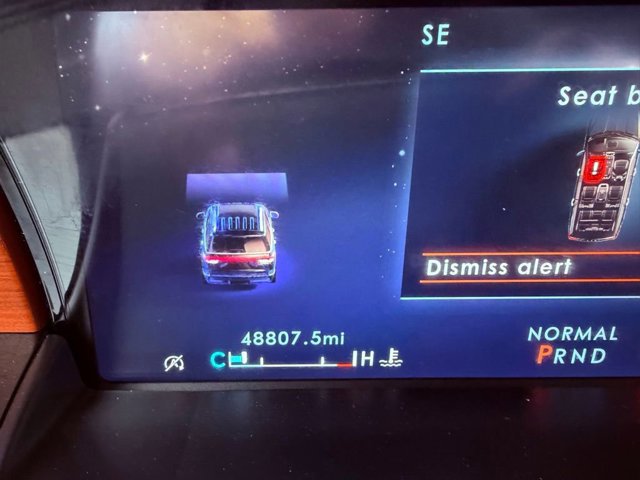 SE
Seat b
Dismiss alert
48807.5mi
NORMAL
C H
PRND